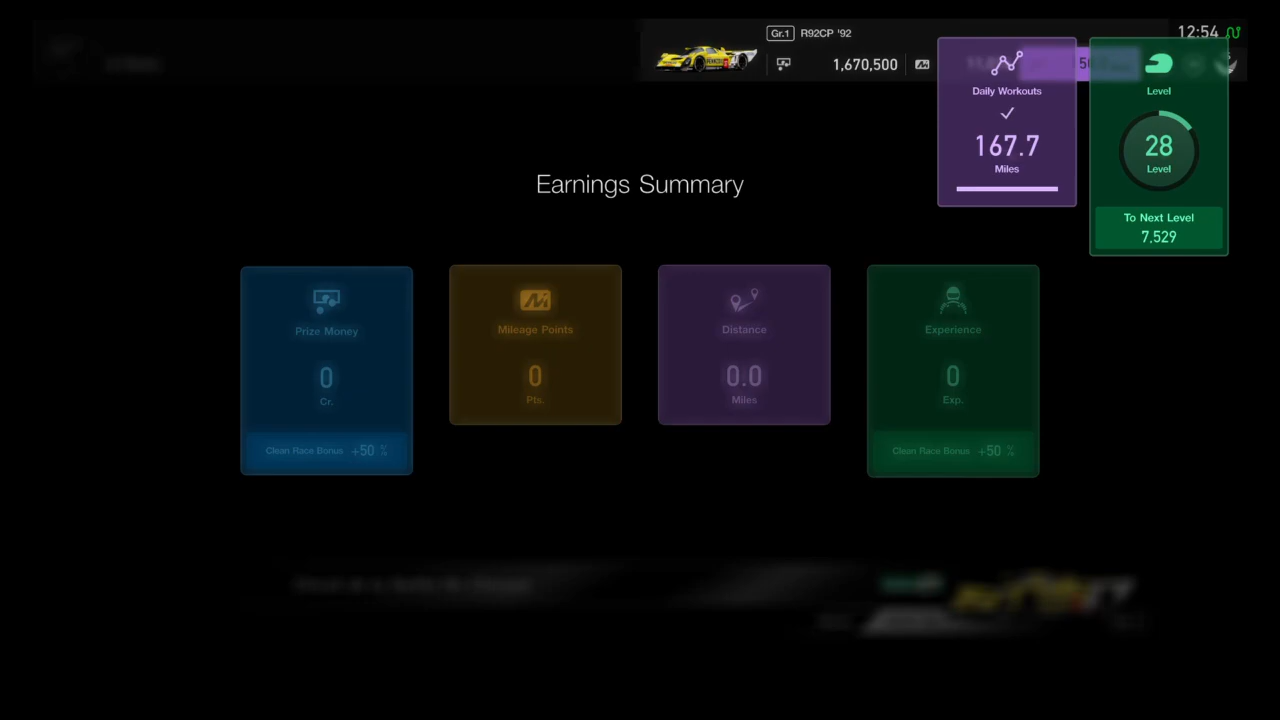 Gr.1 R92CP '92
12:54
1,670,500
Daily Workouts
167.7
Miles
Level
28
Level
To Next Level
7,529
Earnings Summary
Prize Money
0
Cr.
Clean Race Bonus +50 %
Mileage Points
0
Pts.
Distance
0.0
Miles
Experience
0
Exp.
Clean Race Bonus +50 %